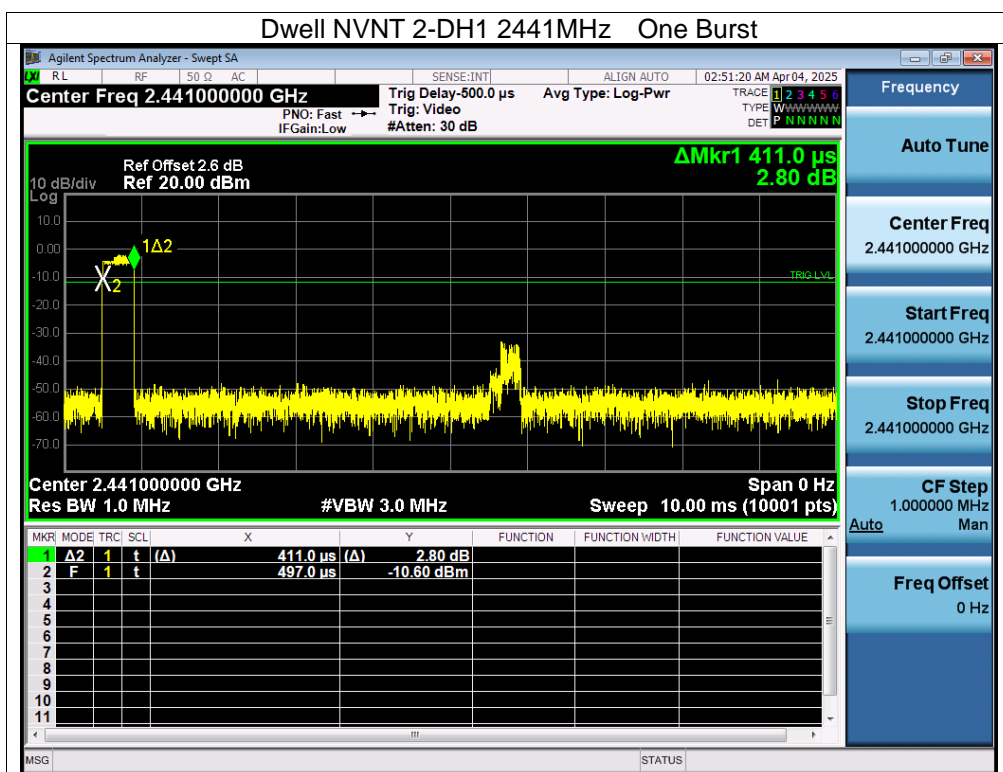 Dwell NVNT 2-DH1 2441MHz One Burst
Agilent Spectrum Analyzer - Swept SA
LXI RL RF 50 Ω AC SENSE:INT ALIGN AUTO 02:51:20 AM Apr 04, 2025
Center Freq 2.441000000 GHz
PNO: Fast
IFGain:Low
Trig Delay-500.0 µs
Trig: Video
#Atten: 30 dB
Avg Type: Log-Pwr
TRACE 1 2 3 4 5 6
TYPE WWWWWW
DET P N N N N N
ΔMkr1 411.0 µs
2.80 dB
Ref Offset 2.6 dB
10 dB/div Ref 20.00 dBm
Log
10.0
0.00
-10.0
-20.0
-30.0
-40.0
-50.0
-60.0
-70.0
1Δ2
X2
TRIG LVL
Center 2.441000000 GHz Span 0 Hz
Res BW 1.0 MHz #VBW 3.0 MHz Sweep 10.00 ms (10001 pts)
MKR MODE TRC SCL X Y FUNCTION FUNCTION WIDTH FUNCTION VALUE
1 Δ2 1 t (Δ) 411.0 µs (Δ) 2.80 dB
2 F 1 t 497.0 µs -10.60 dBm
3
4
5
6
7
8
9
10
11
MSG STATUS
Frequency
Auto Tune
Center Freq
2.441000000 GHz
Start Freq
2.441000000 GHz
Stop Freq
2.441000000 GHz
CF Step
1.000000 MHz
Auto Man
Freq Offset
0 Hz